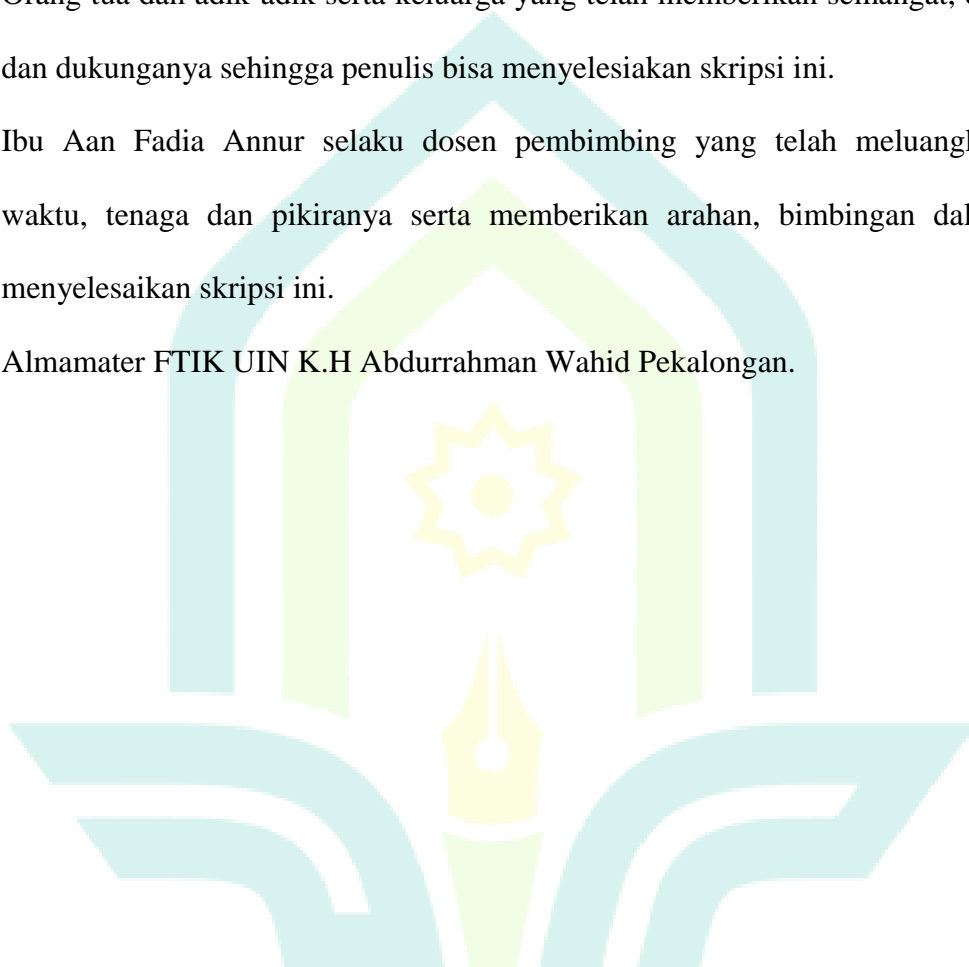 Orang tua dan adik-adik serta keluarga yang telah memberikan semangat,
dan dukunganya sehingga penulis bisa menyelesiakan skripsi ini.
Ibu Aan Fadia Annur selaku dosen pembimbing yang telah
waktu, tenaga dan pikiranya serta memberikan arahan, bimbingan
menyelesaikan skripsi ini.
Almamater FTIK UIN K.H Abdurrahman Wahid Pekalongan.